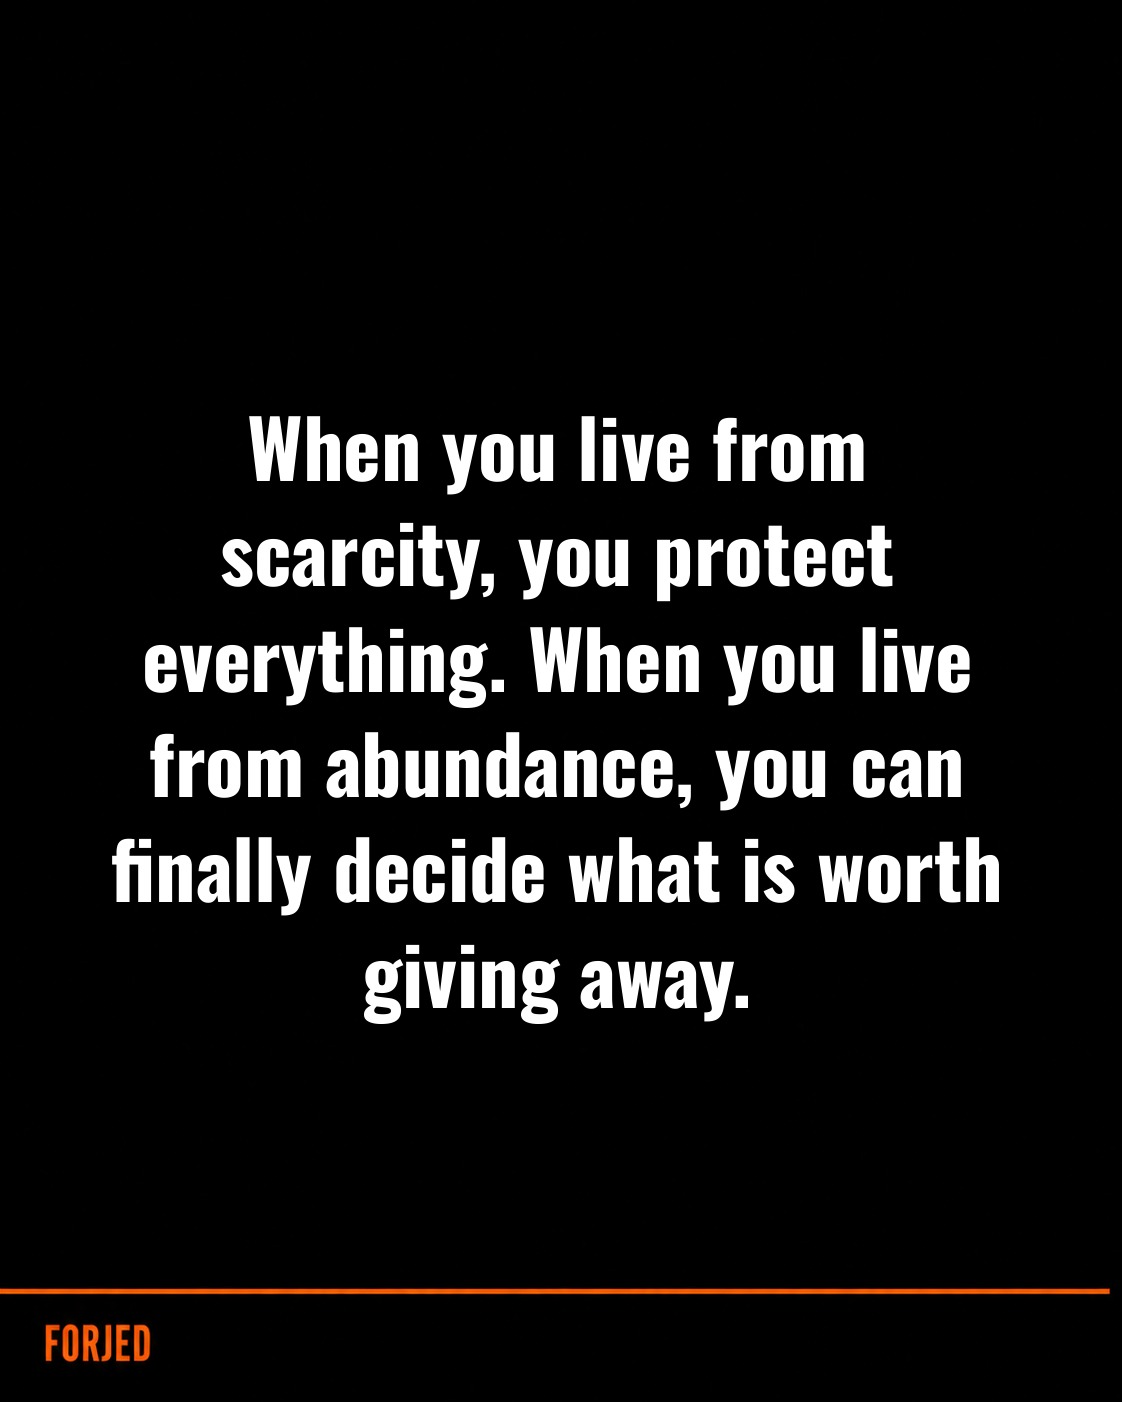 When you live from
scarcity, you protect
everything. When you live
from abundance, you can
finally decide what is worth
giving away.
FORJED